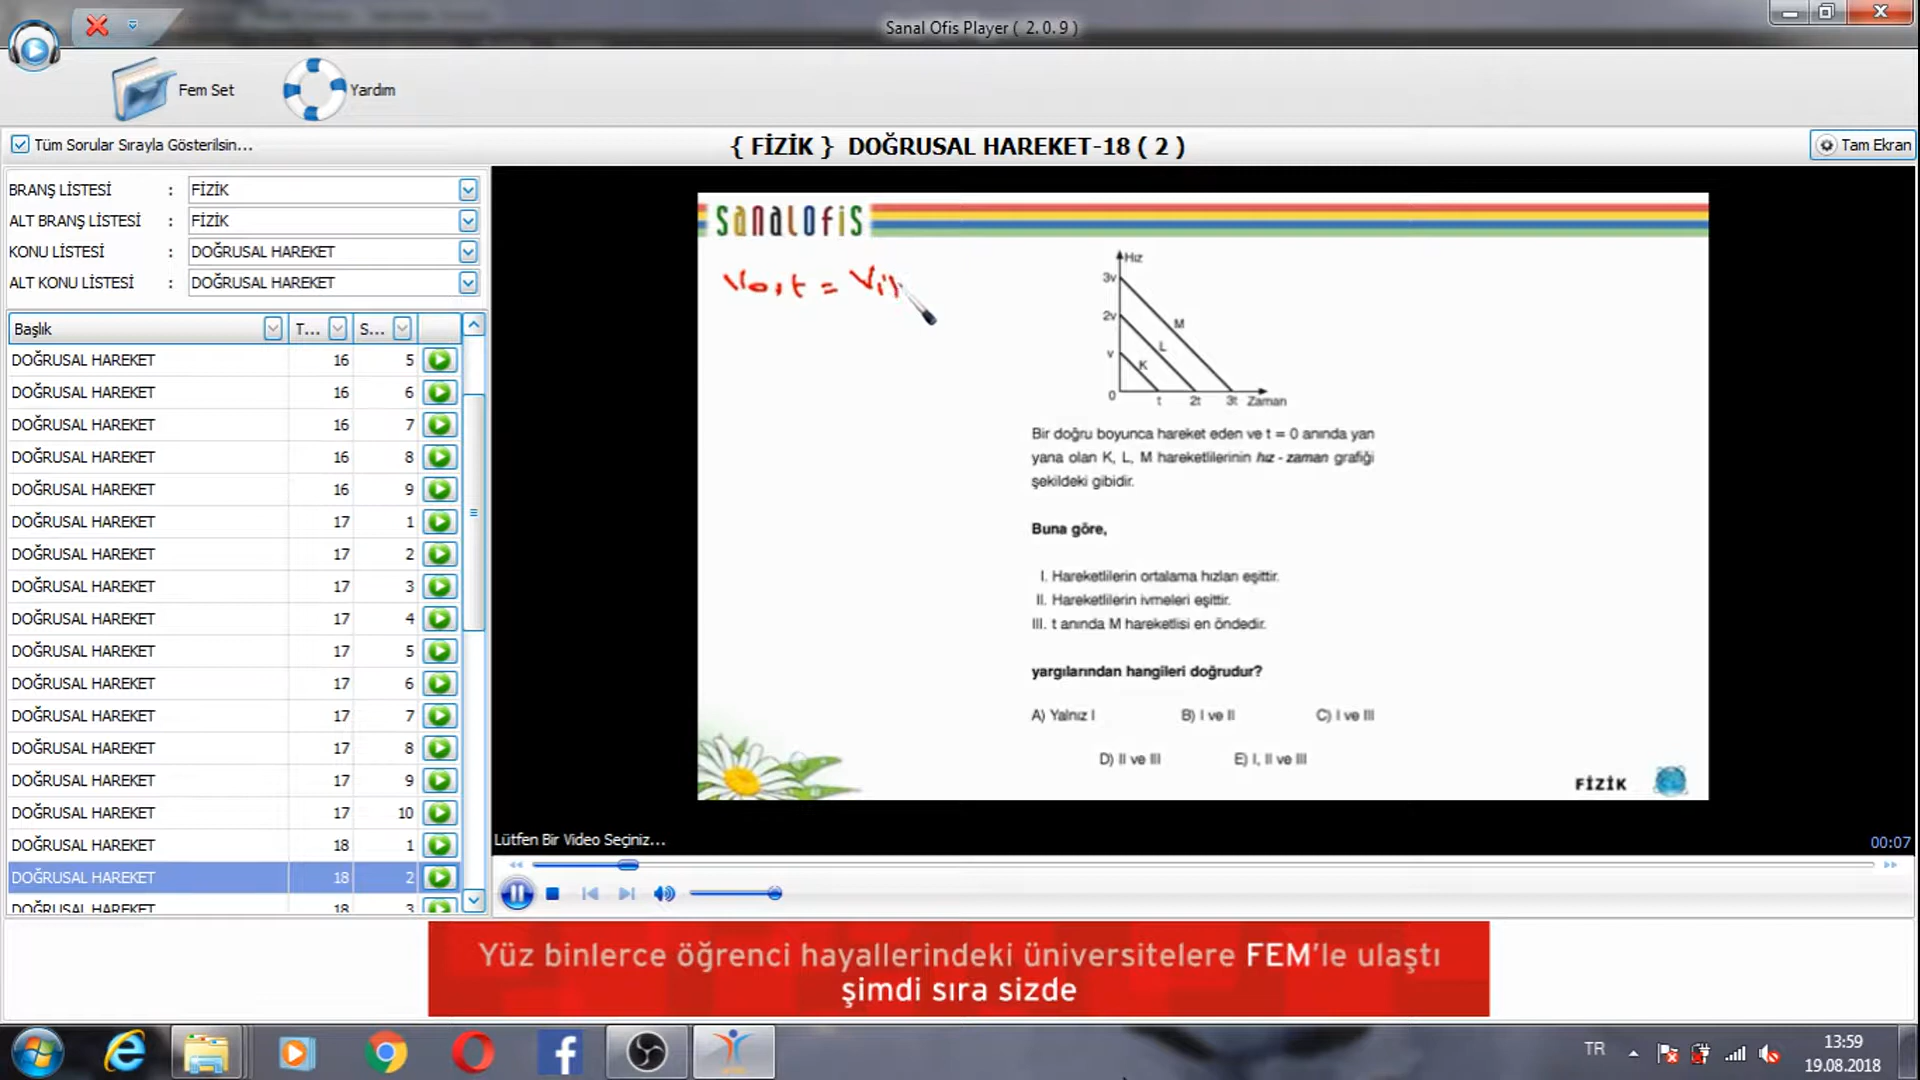 Sanal Ofis Player ( 2.0.9 )
Fem Set
Yardım
Tüm Sorular Sırayla Gösterilsin...
{ FİZİK } DOĞRUSAL HAREKET-18 ( 2 )
Tam Ekran
BRANŞ LİSTESİ : FİZİK
ALT BRANŞ LİSTESİ : FİZİK
KONU LİSTESİ : DOĞRUSAL HAREKET
ALT KONU LİSTESİ : DOĞRUSAL HAREKET
Başlık T... S...
DOĞRUSAL HAREKET 16 5
DOĞRUSAL HAREKET 16 6
DOĞRUSAL HAREKET 16 7
DOĞRUSAL HAREKET 16 8
DOĞRUSAL HAREKET 16 9
DOĞRUSAL HAREKET 17 1
DOĞRUSAL HAREKET 17 2
DOĞRUSAL HAREKET 17 3
DOĞRUSAL HAREKET 17 4
DOĞRUSAL HAREKET 17 5
DOĞRUSAL HAREKET 17 6
DOĞRUSAL HAREKET 17 7
DOĞRUSAL HAREKET 17 8
DOĞRUSAL HAREKET 17 9
DOĞRUSAL HAREKET 17 10
DOĞRUSAL HAREKET 18 1
DOĞRUSAL HAREKET 18 2
DOĞRUSAL HAREKET 18 3
sanalofis
Vort =
Hız
3v
M
2v
L
v
K
0 t 2t 3t Zaman
Bir doğru boyunca hareket eden ve t = 0 anında yan
yana olan K, L, M hareketlilerinin hız - zaman grafiği
şekildeki gibidir.
Buna göre,
I. Hareketlilerin ortalama hızları eşittir.
II. Hareketlilerin ivmeleri eşittir.
III. t anında M hareketlisi en öndedir.
yargılarından hangileri doğrudur?
A) Yalnız I B) I ve II C) I ve III
D) II ve III E) I, II ve III
FİZİK
Lütfen Bir Video Seçiniz...
00:07
Yüz binlerce öğrenci hayallerindeki üniversitelere FEM'le ulaştı
şimdi sıra sizde
TR
13:59
19.08.2018